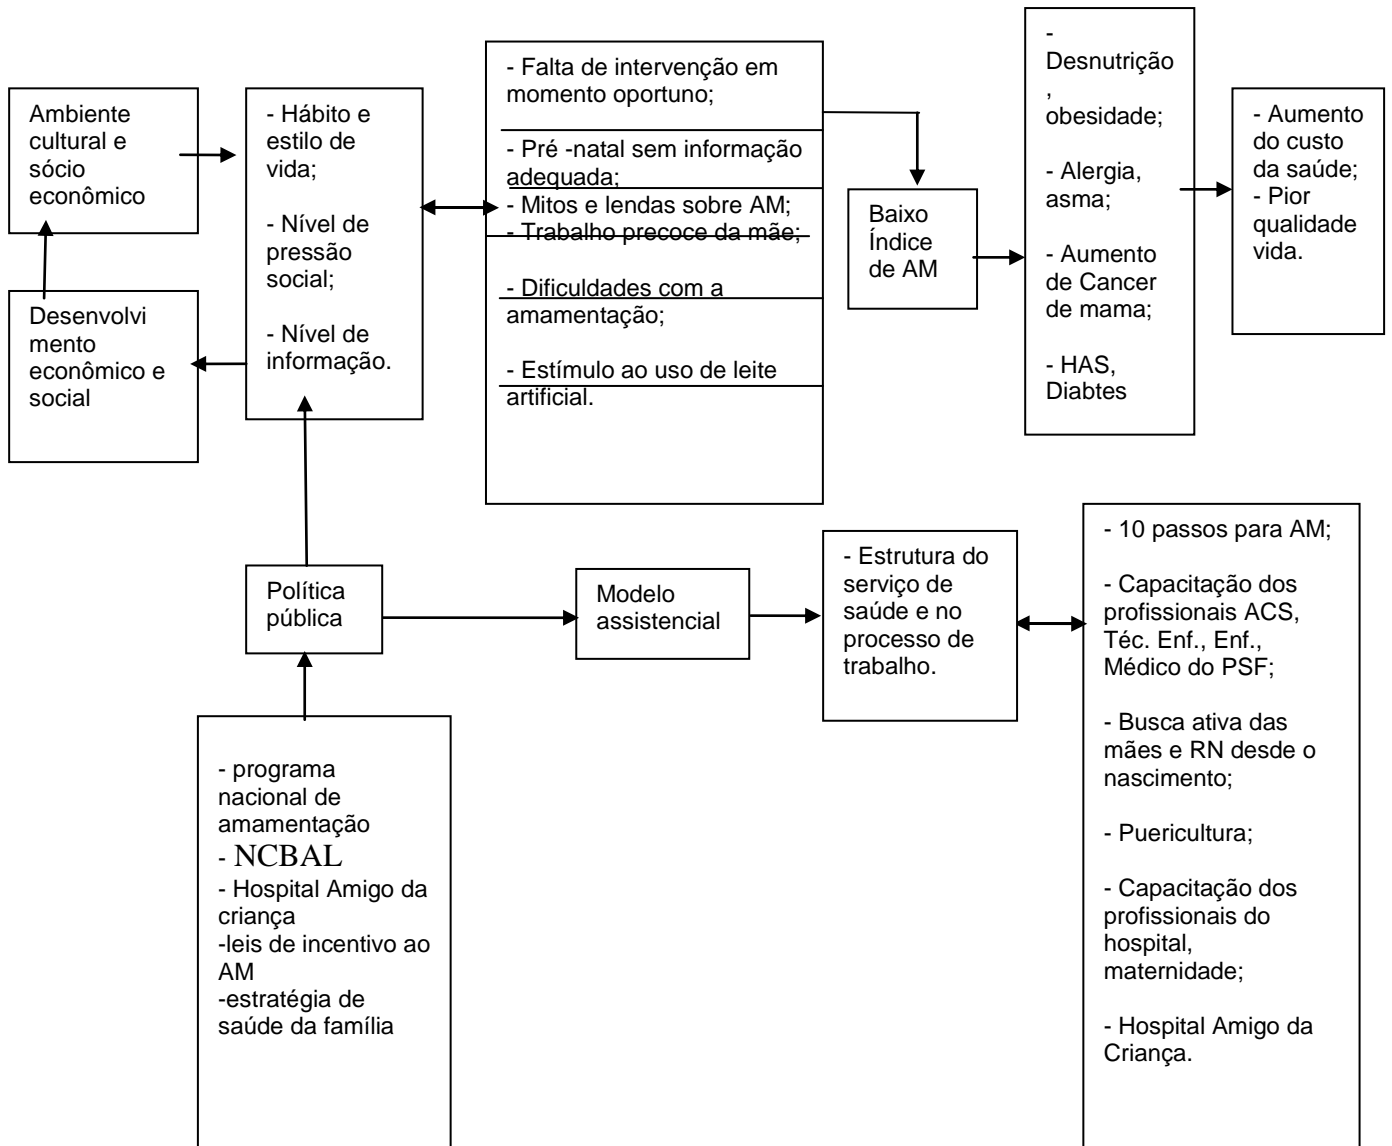 Ambiente
cultural e
sócio
econômico
Desenvolvi
mento
econômico e
social
- Hábito e
estilo de
vida;
- Nível de
pressão
social;
- Nível de
informação.
- Falta de intervenção em
momento oportuno;
- Pré -natal sem informação
adequada;
- Mitos e lendas sobre AM;
- Trabalho precoce da mãe;
- Dificuldades com a
amamentação;
- Estímulo ao uso de leite
artificial.
Baixo
Índice
de AM
-
Desnutrição
,
obesidade;
- Alergia,
asma;
- Aumento
de Cancer
de mama;
- HAS,
Diabtes
- Aumento
do custo
da saúde;
- Pior
qualidade
vida.
Política
pública
Modelo
assistencial
- Estrutura do
serviço de
saúde e no
processo de
trabalho.
- 10 passos para AM;
- Capacitação dos
profissionais ACS,
Téc. Enf., Enf.,
Médico do PSF;
- Busca ativa das
mães e RN desde o
nascimento;
- Puericultura;
- Capacitação dos
profissionais do
hospital,
maternidade;
- Hospital Amigo da
Criança.
- programa
nacional de
amamentação
- NCBAL
- Hospital Amigo da
criança
-leis de incentivo ao
AM
-estratégia de
saúde da família